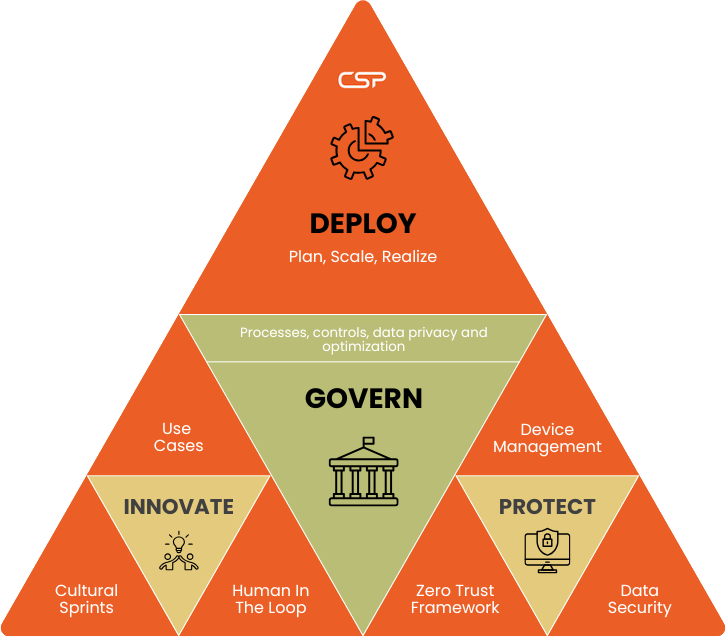 CSP
DEPLOY
Plan, Scale, Realize
Processes, controls, data privacy and
optimization
GOVERN
Use
Cases
Device
Management
INNOVATE
PROTECT
Cultural
Sprints
Human In
The Loop
Zero Trust
Framework
Data
Security